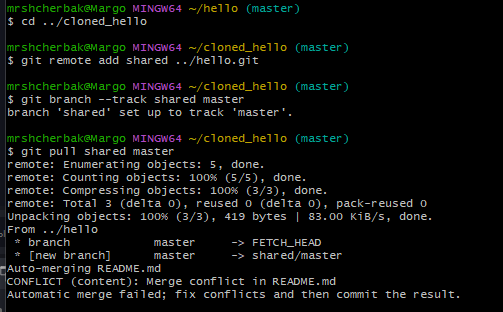 mrshcherbak@Margo MINGW64 ~/hello (master)
$ cd ../cloned_hello
mrshcherbak@Margo MINGW64 ~/cloned_hello (master)
$ git remote add shared ../hello.git
mrshcherbak@Margo MINGW64 ~/cloned_hello (master)
$ git branch --track shared master
branch 'shared' set up to track 'master'.
mrshcherbak@Margo MINGW64 ~/cloned_hello (master)
$ git pull shared master
remote: Enumerating objects: 5, done.
remote: Counting objects: 100% (5/5), done.
remote: Compressing objects: 100% (3/3), done.
remote: Total 3 (delta 0), reused 0 (delta 0), pack-reused 0
Unpacking objects: 100% (3/3), 419 bytes | 83.00 KiB/s, done.
From ../hello
 * branch            master     -> FETCH_HEAD
 * [new branch]      master     -> shared/master
Auto-merging README.md
CONFLICT (content): Merge conflict in README.md
Automatic merge failed; fix conflicts and then commit the result.